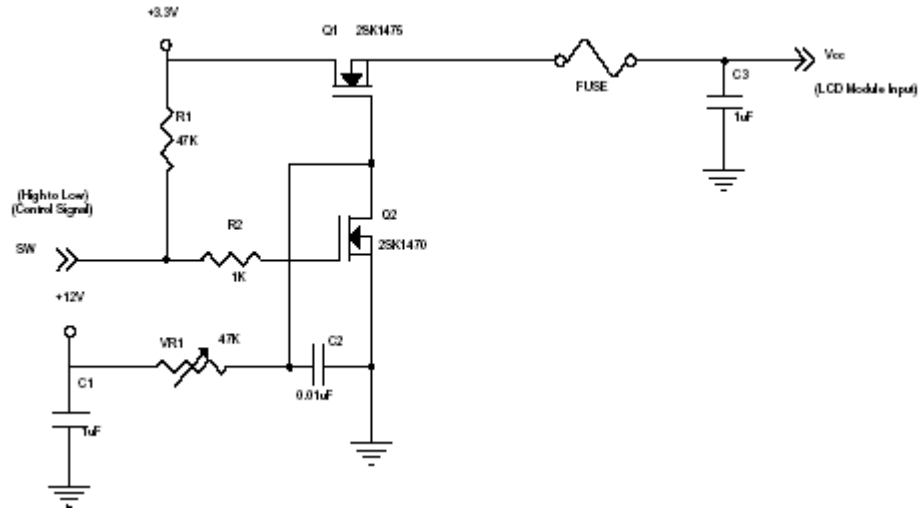 +3.3V
Q1 2SK1475
Vcc
(LCD Module Input)
C3
1uF
FUSE
R1
47K
(High to Low)
(Control Signal)
SW
R2
1K
Q2
2SK1470
+12V
VR1
47K
C2
0.01uF
C1
1uF